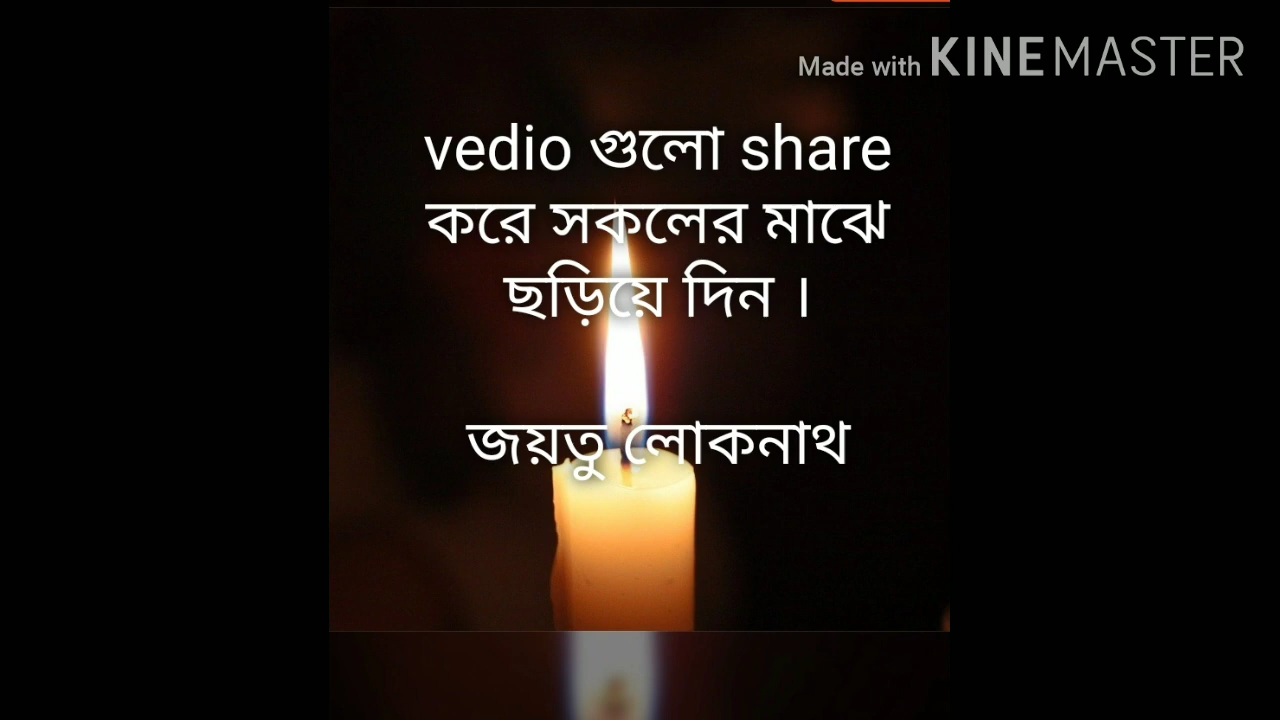 Made with KINEMASTER
vedio গুলো share
করে সকলের মাঝে
ছড়িয়ে দিন ।
জয়তু লোকনাথ